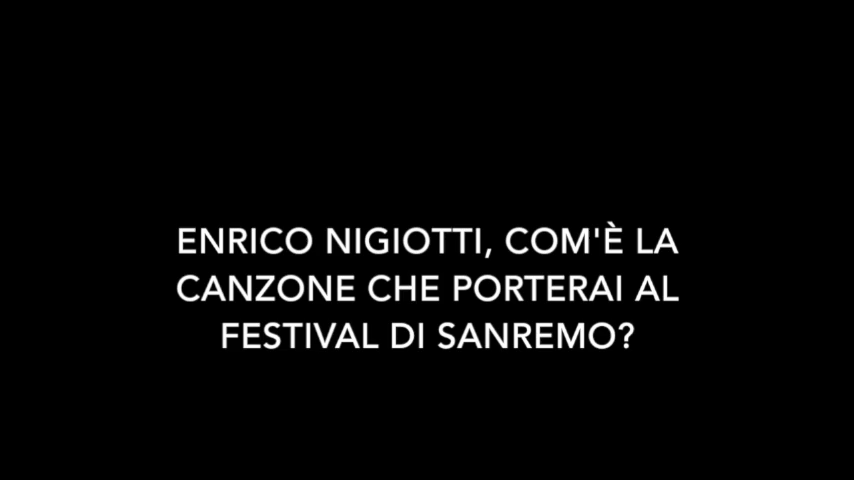 ENRICO NIGIOTTI, COM'È LA
CANZONE CHE PORTERAI AL
FESTIVAL DI SANREMO?